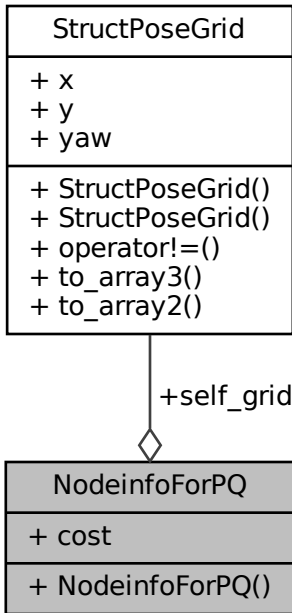 StructPoseGrid
+ x
+ y
+ yaw
+ StructPoseGrid()
+ StructPoseGrid()
+ operator!=()
+ to_array3()
+ to_array2()
+self_grid
NodeinfoForPQ
+ cost
+ NodeinfoForPQ()